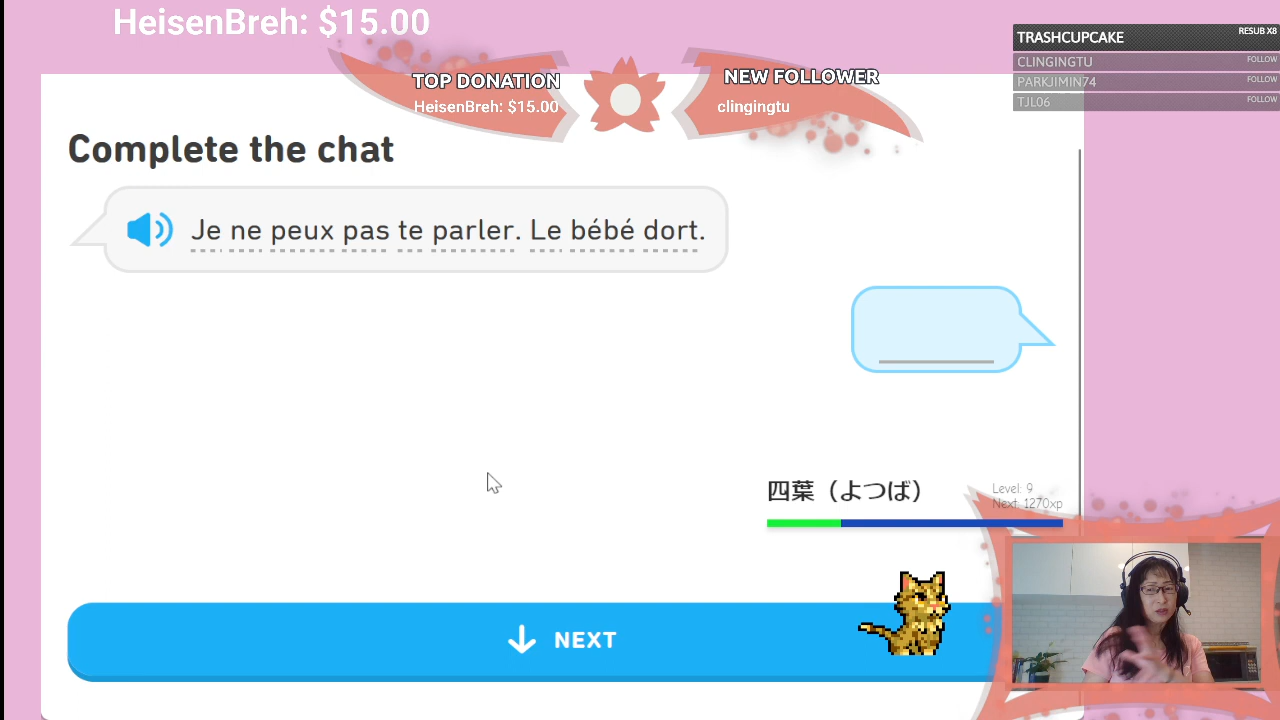 HeisenBreh: $15.00
TOP DONATION
HeisenBreh: $15.00
NEW FOLLOWER
clingingtu
TRASHCUPCAKE RESUB X8
CLINGINGTU FOLLOW
PARKJIMIN74 FOLLOW
TJL06 FOLLOW
Complete the chat
Je ne peux pas te parler. Le bébé dort.
四葉（よつば）
Level: 9
Next: 1270xp
NEXT